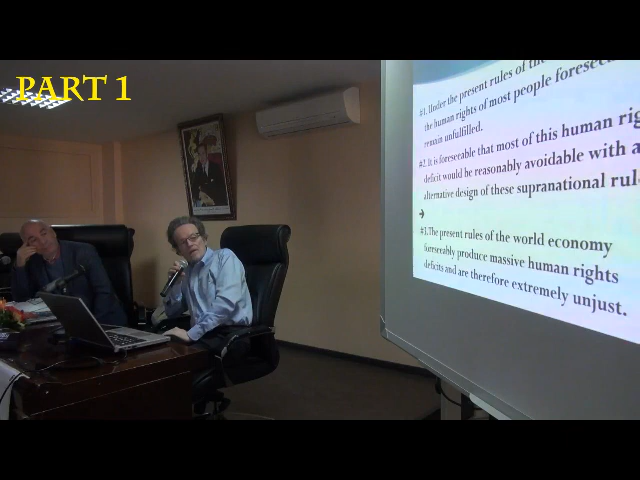 PART 1
#1. Under the present rules of the
the human rights of most people foreseea
remain unfulfilled.
#2. It is foreseeable that most of this human rig
deficit would be reasonably avoidable with a
alternative design of these supranational rul
→
#3. The present rules of the world economy
foreseeably produce massive human rights
deficits and are therefore extremely unjust.